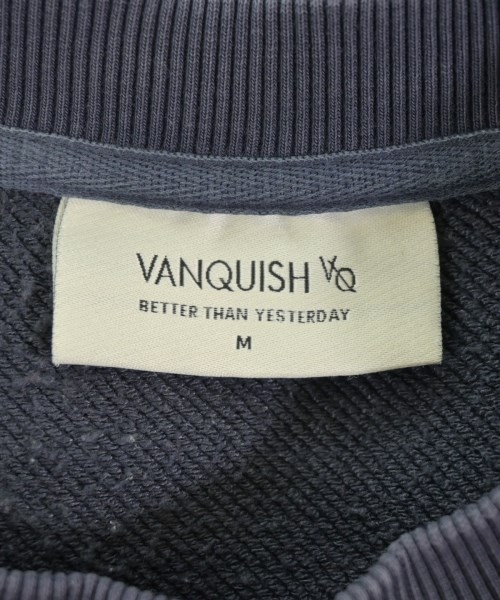 VANQUISH VQ
BETTER THAN YESTERDAY
M